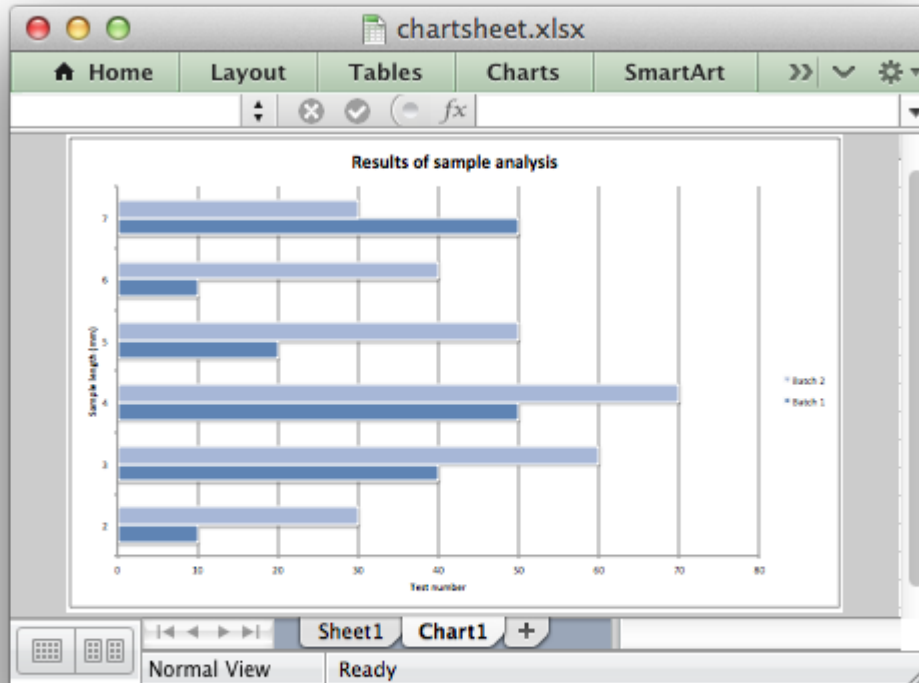 chartsheet.xlsx
Home Layout Tables Charts SmartArt
fx
Results of sample analysis
7
6
5
4
3
2
Sample length (mm)
Batch 2
Batch 1
0 10 20 30 40 50 60 70 80
Test number
Sheet1 Chart1 +
Normal View Ready